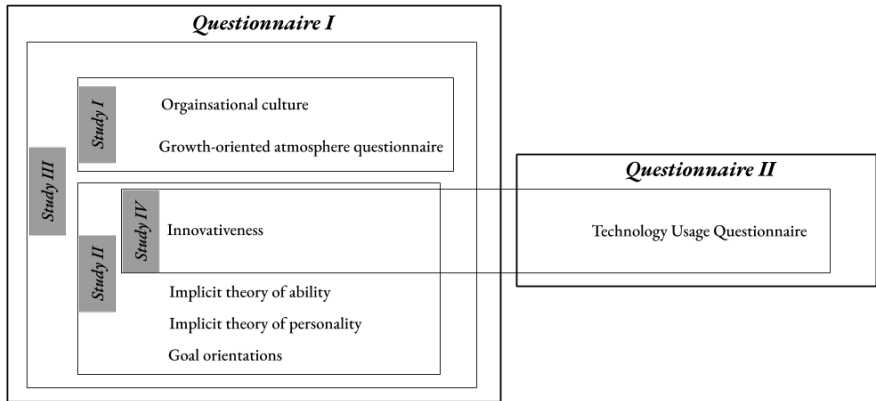 Questionnaire I
Study I
Orgainsational culture
Growth-oriented atmosphere questionnaire
Study III
Questionnaire II
Study IV
Innovativeness
Technology Usage Questionnaire
Study II
Implicit theory of ability
Implicit theory of personality
Goal orientations